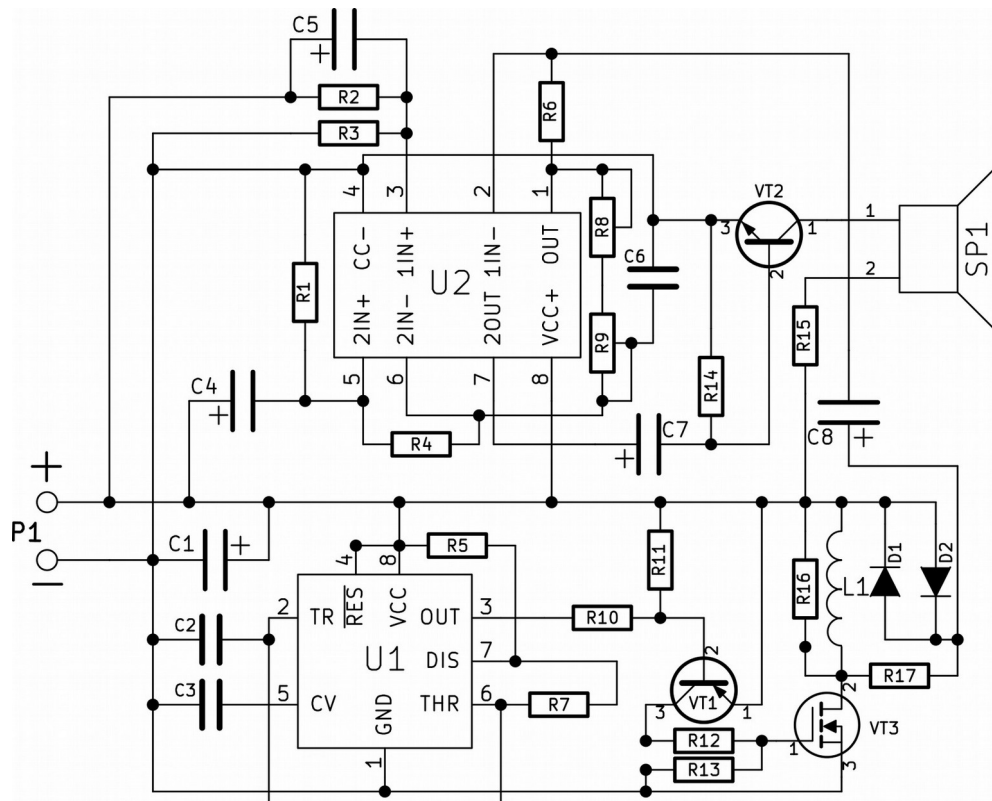 C5
+
R2
R3
R6
4
3
2
1
VT2
3
1
2
1
2
SP1
CC-
1IN+
1IN-
OUT
R8
C6
U2
R1
2IN+
2IN-
2OUT
VCC+
R9
R15
5
6
7
8
C4
+
R14
R4
C7
+
C8
+
+
P1
−
C1
+
4
8
R5
R11
R16
L1
D1
D2
C2
2
TR
RES
VCC
OUT
3
R10
U1
DIS
7
2
C3
5
CV
GND
THR
6
R7
VT1
3
1
R17
2
VT3
R12
1
R13
3
1